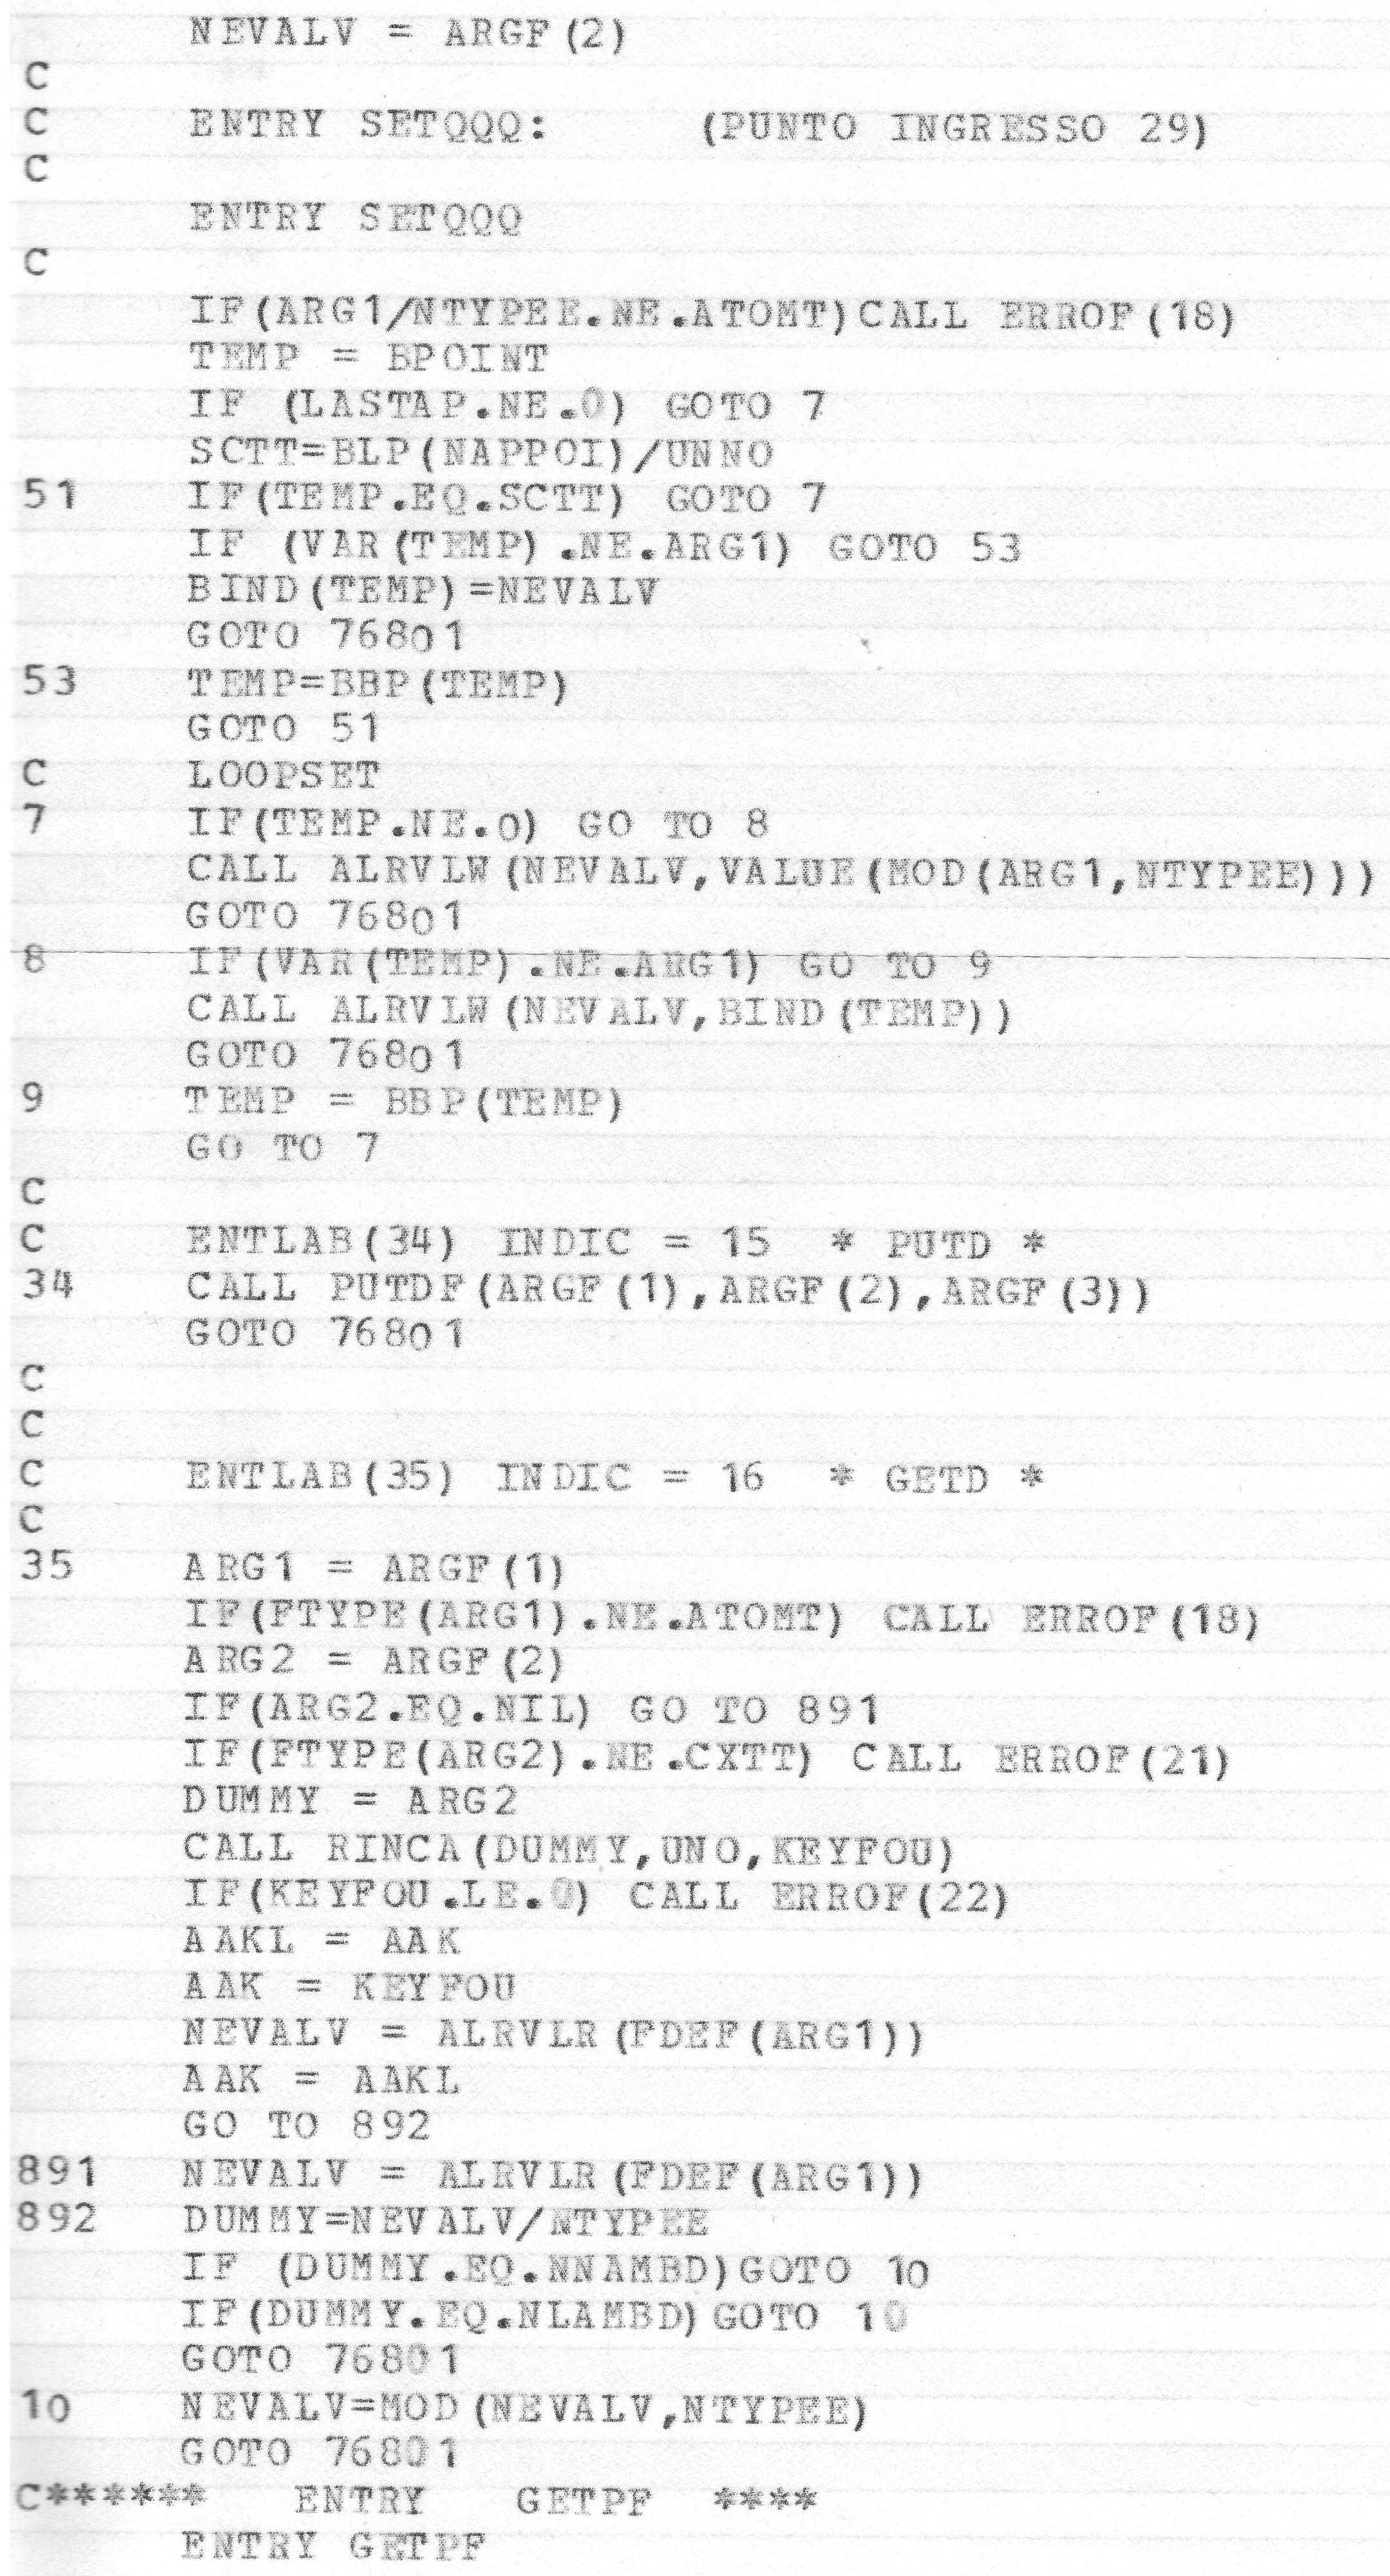 NEVALV = ARGF(2)
C
C     ENTRY SETQQQ:     (PUNTO INGRESSO 29)
C
      ENTRY SETQQQ
C
      IF(ARG1/NTYPEE.NE.ATOMT)CALL ERROF(18)
      TEMP = BPOINT
      IF (LASTAP.NE.0) GOTO 7
      SCTT=BLP(NAPPOI)/UNNO
51    IF(TEMP.EQ.SCTT) GOTO 7
      IF (VAR(TEMP).NE.ARG1) GOTO 53
      BIND(TEMP)=NEVALV
      GOTO 76801
53    TEMP=BBP(TEMP)
      GOTO 51
C     LOOPSET
7     IF(TEMP.NE.0) GO TO 8
      CALL ALRVLW(NEVALV,VALUE(MOD(ARG1,NTYPEE)))
      GOTO 76801
8     IF(VAR(TEMP).NE.ARG1) GO TO 9
      CALL ALRVLW(NEVALV,BIND(TEMP))
      GOTO 76801
9     TEMP = BBP(TEMP)
      GO TO 7
C
C     ENTLAB(34) INDIC = 15  * PUTD *
34    CALL PUTDF(ARGF(1),ARGF(2),ARGF(3))
      GOTO 76801
C
C
C     ENTLAB(35) INDIC = 16  * GETD *
C
35    ARG1 = ARGF(1)
      IF(FTYPE(ARG1).NE.ATOMT) CALL ERROF(18)
      ARG2 = ARGF(2)
      IF(ARG2.EQ.NIL) GO TO 891
      IF(FTYPE(ARG2).NE.CXTT) CALL ERROF(21)
      DUMMY = ARG2
      CALL RINCA(DUMMY,UNO,KEYFOU)
      IF(KEYFOU.LE.0) CALL ERROF(22)
      AAKL = AAK
      AAK = KEYFOU
      NEVALV = ALRVLR(FDEF(ARG1))
      AAK = AAKL
      GO TO 892
891   NEVALV = ALRVLR(FDEF(ARG1))
892   DUMMY=NEVALV/NTYPEE
      IF (DUMMY.EQ.NNAMBD)GOTO 10
      IF(DUMMY.EQ.NLAMBD)GOTO 10
      GOTO 76801
10    NEVALV=MOD(NEVALV,NTYPEE)
      GOTO 76801
C******   ENTRY   GETPF  ****
      ENTRY GETPF